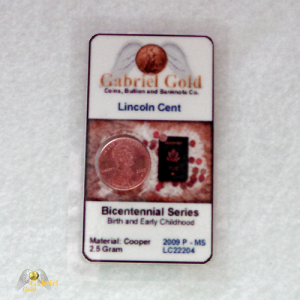 Gabriel Gold
Coins, Bullion and Banknote Co.
Lincoln Cent
Bicentennial Series
Birth and Early Childhood
Material: Cooper
2009 P - MS
2.5 Gram
LC22204